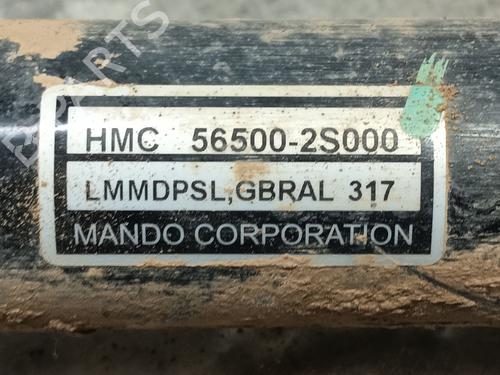 HMC 56500-2S000
LMMDPSL,GBRAL 317
MANDO CORPORATION